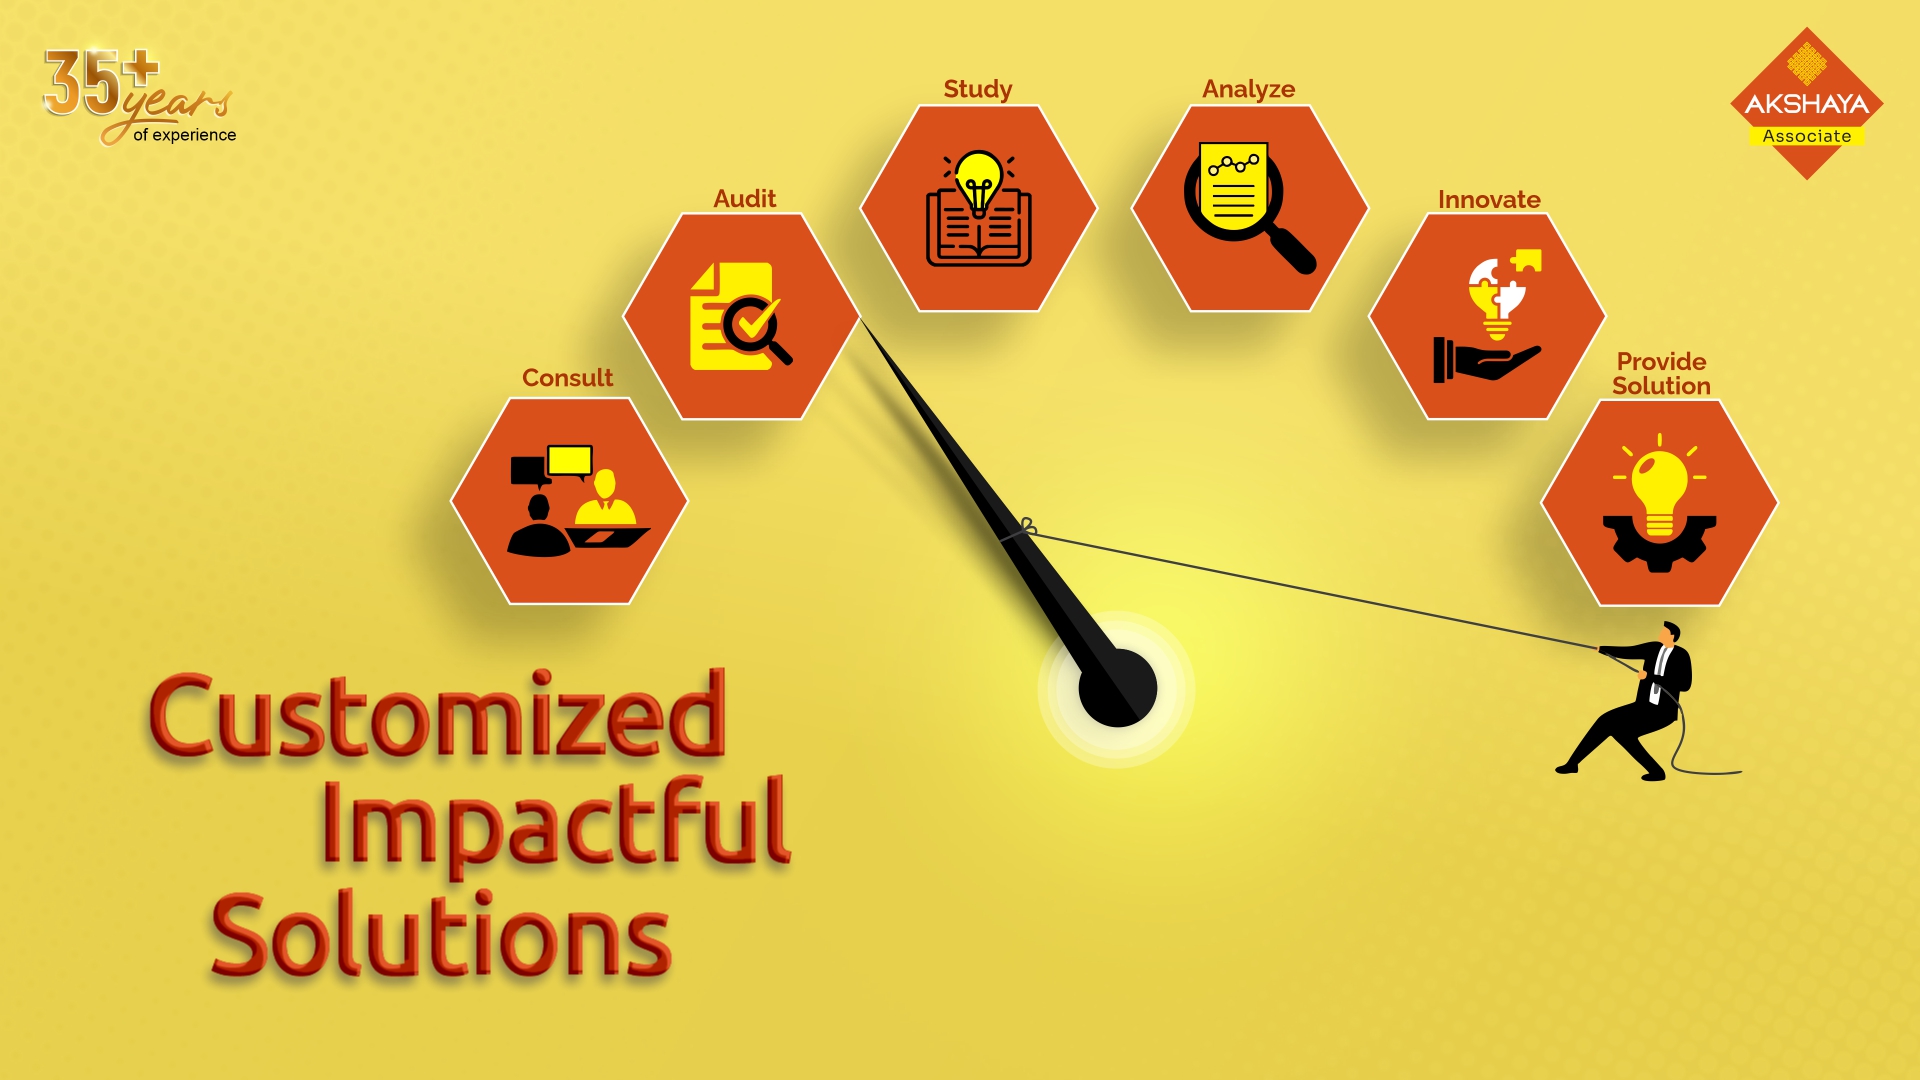 35+ years
of experience
AKSHAYA
Associate
Consult
Audit
Study
Analyze
Innovate
Provide
Solution
Customized
Impactful
Solutions